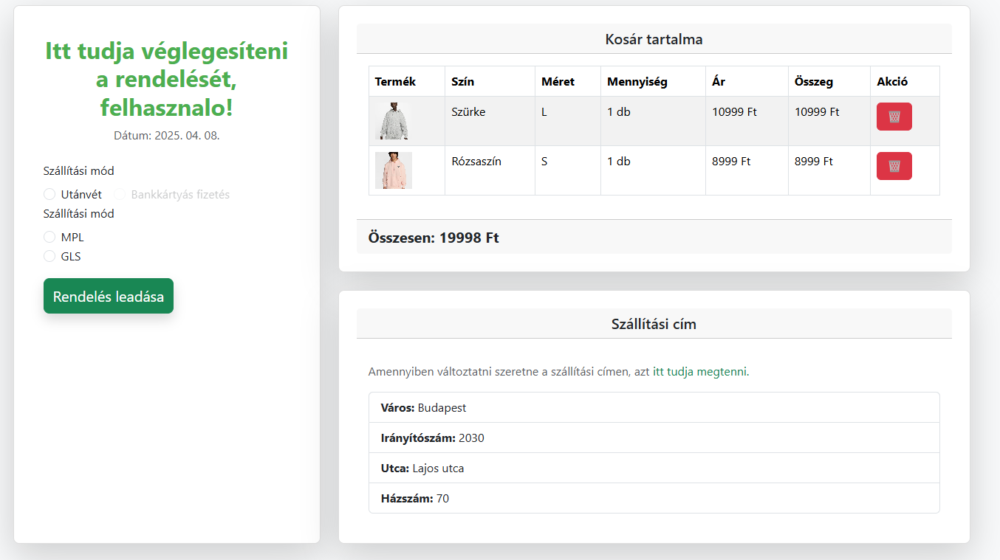 Itt tudja véglegesíteni
a rendelését,
felhasznalo!
Dátum: 2025. 04. 08.
Szállítási mód
Utánvét Bankkártyás fizetés
Szállítási mód
MPL
GLS
Rendelés leadása
Kosár tartalma
Termék Szín Méret Mennyiség Ár Összeg Akció
Szürke L 1 db 10999 Ft 10999 Ft
Rózsaszín S 1 db 8999 Ft 8999 Ft
Összesen: 19998 Ft
Szállítási cím
Amennyiben változtatni szeretne a szállítási címen, azt itt tudja megtenni.
Város: Budapest
Irányítószám: 2030
Utca: Lajos utca
Házszám: 70